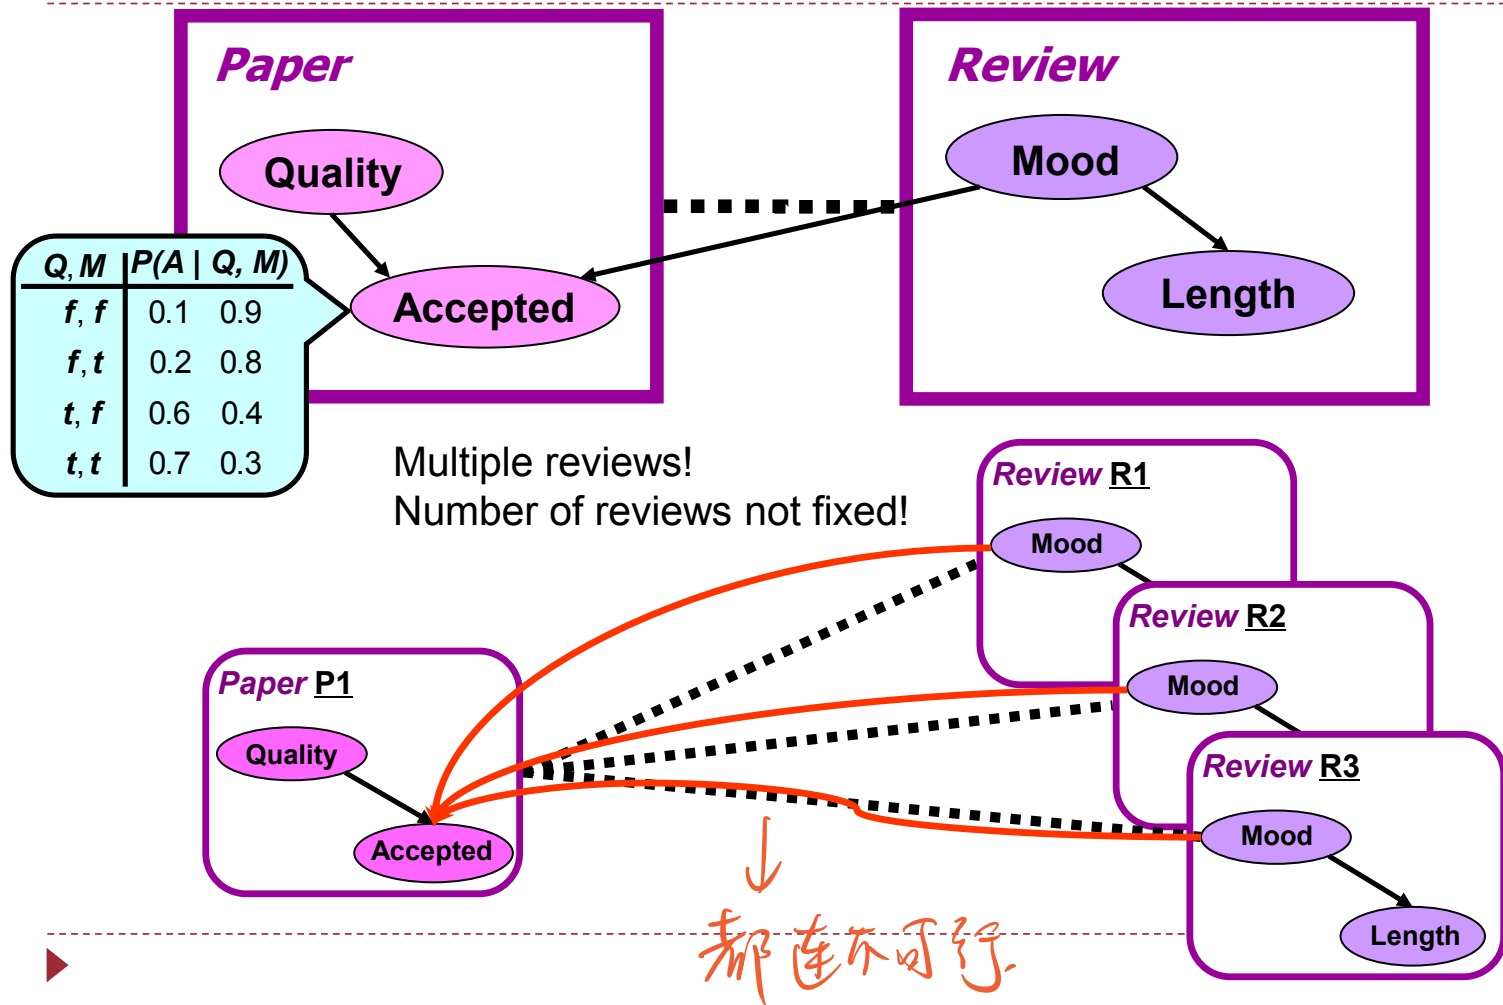 Paper
Review
Quality
Mood
Accepted
Length
Q, M P(A | Q, M)
f, f 0.1 0.9
f, t 0.2 0.8
t, f 0.6 0.4
t, t 0.7 0.3
Multiple reviews!
Number of reviews not fixed!
Review R1
Mood
Review R2
Mood
Paper P1
Quality
Accepted
Review R3
Mood
Length
都连不可行.